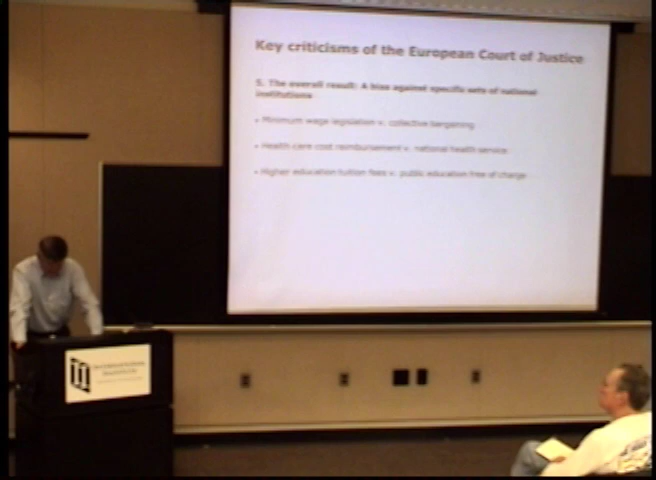 Key criticisms of the European Court of Justice
5. The overall result: A bias against specific sets of national
institutions
• Minimum wage legislation v. collective bargaining
• Health care cost reimbursement v. national health service
• Higher education tuition fees v. public education free of charge